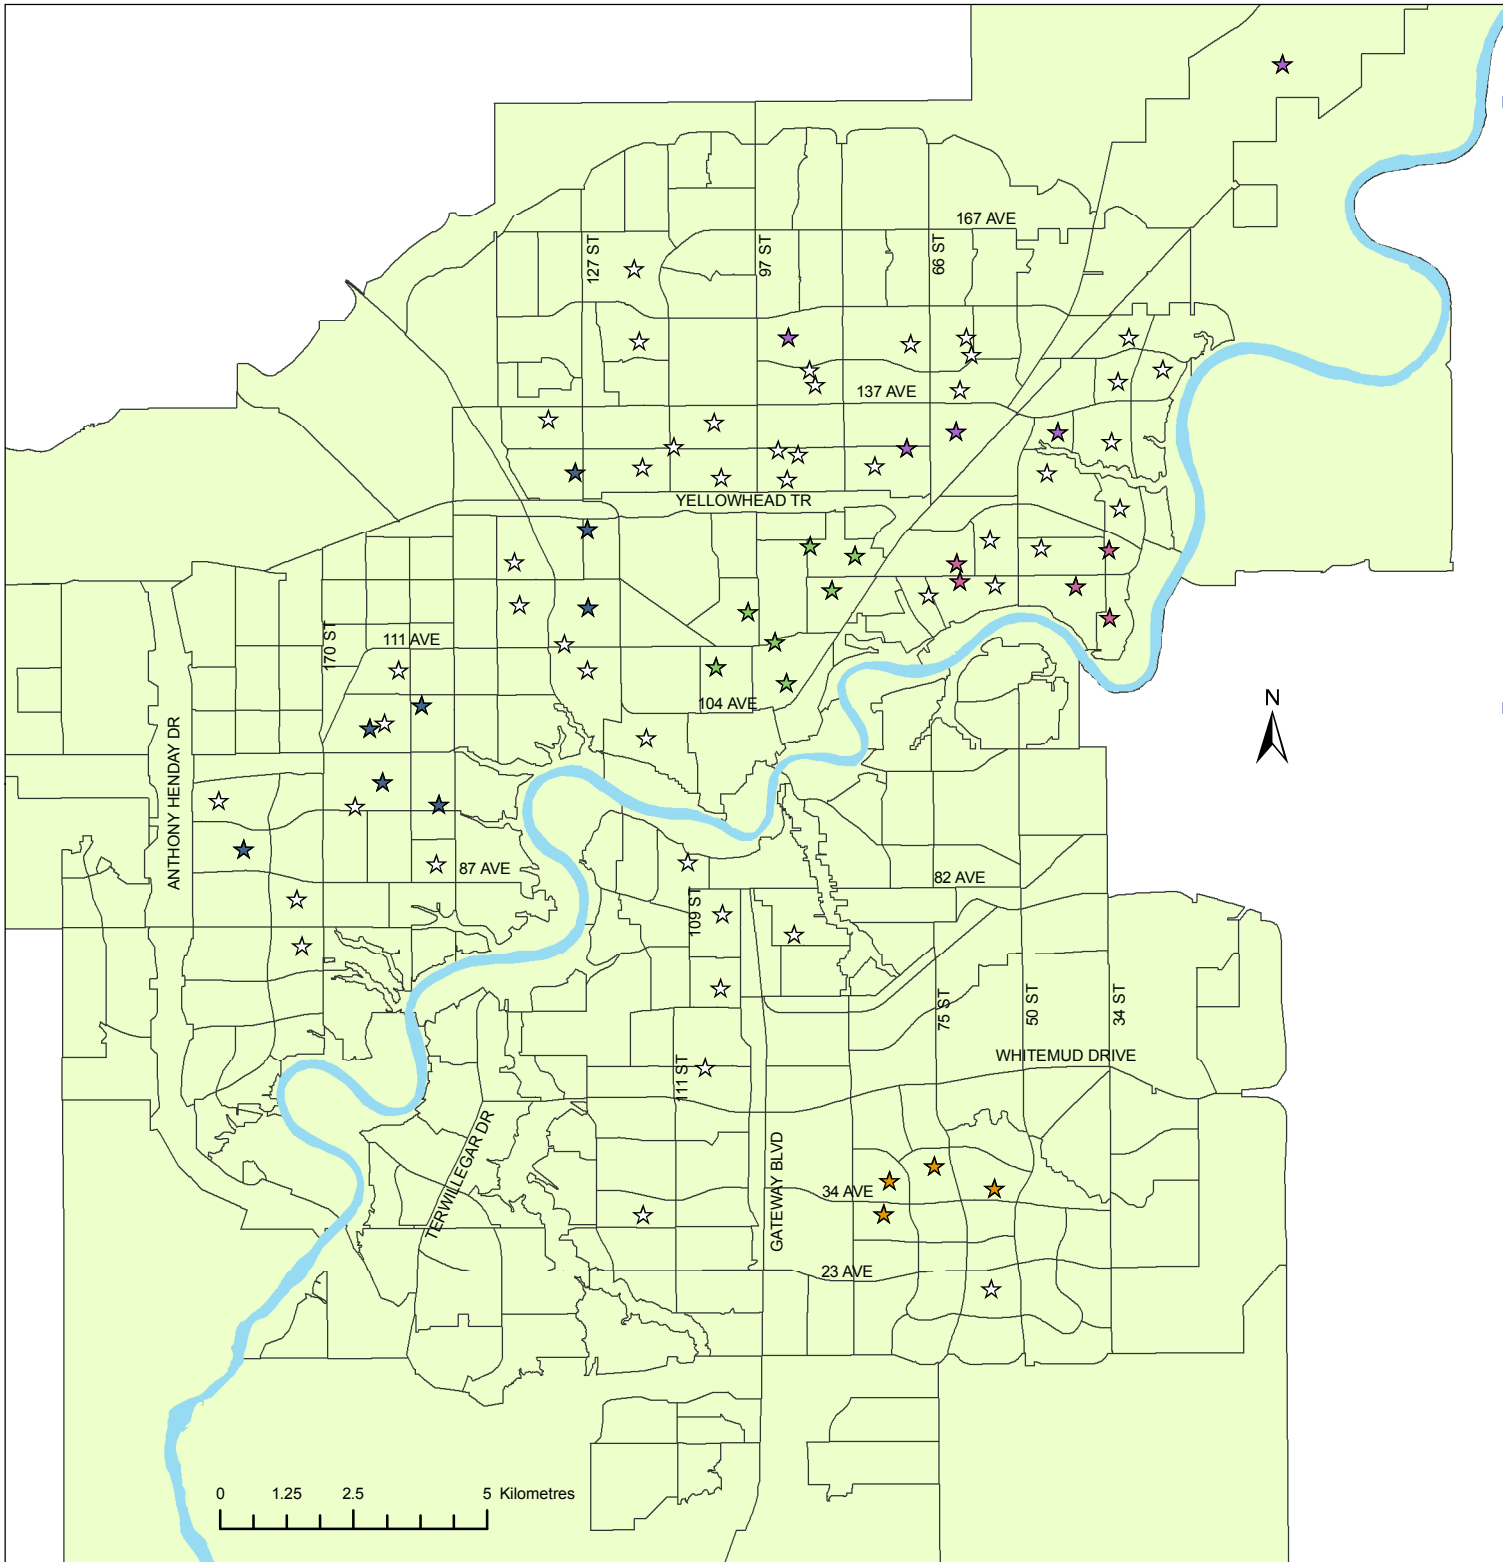 167 AVE
127 ST
97 ST
66 ST
137 AVE
YELLOWHEAD TR
170 ST
111 AVE
104 AVE
N
ANTHONY HENDAY DR
87 AVE
82 AVE
109 ST
75 ST
50 ST
34 ST
WHITEMUD DRIVE
111 ST
TERWILLEGAR DR
GATEWAY BLVD
34 AVE
23 AVE
0 1.25 2.5 5 Kilometres